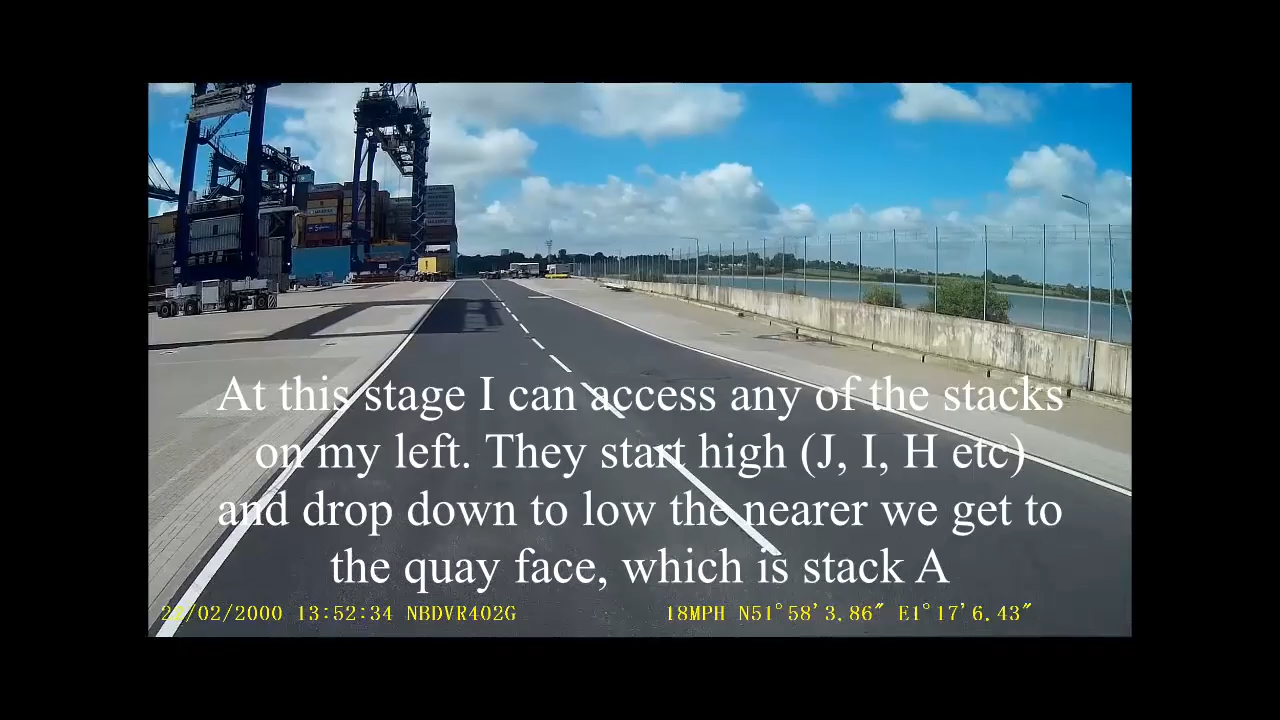 At this stage I can access any of the stacks
on my left. They start high (J, I, H etc)
and drop down to low the nearer we get to
the quay face, which is stack A
22/02/2000 13:52:34 NBDVR402G 18MPH N51°58'3.86" E1°17'6.43"